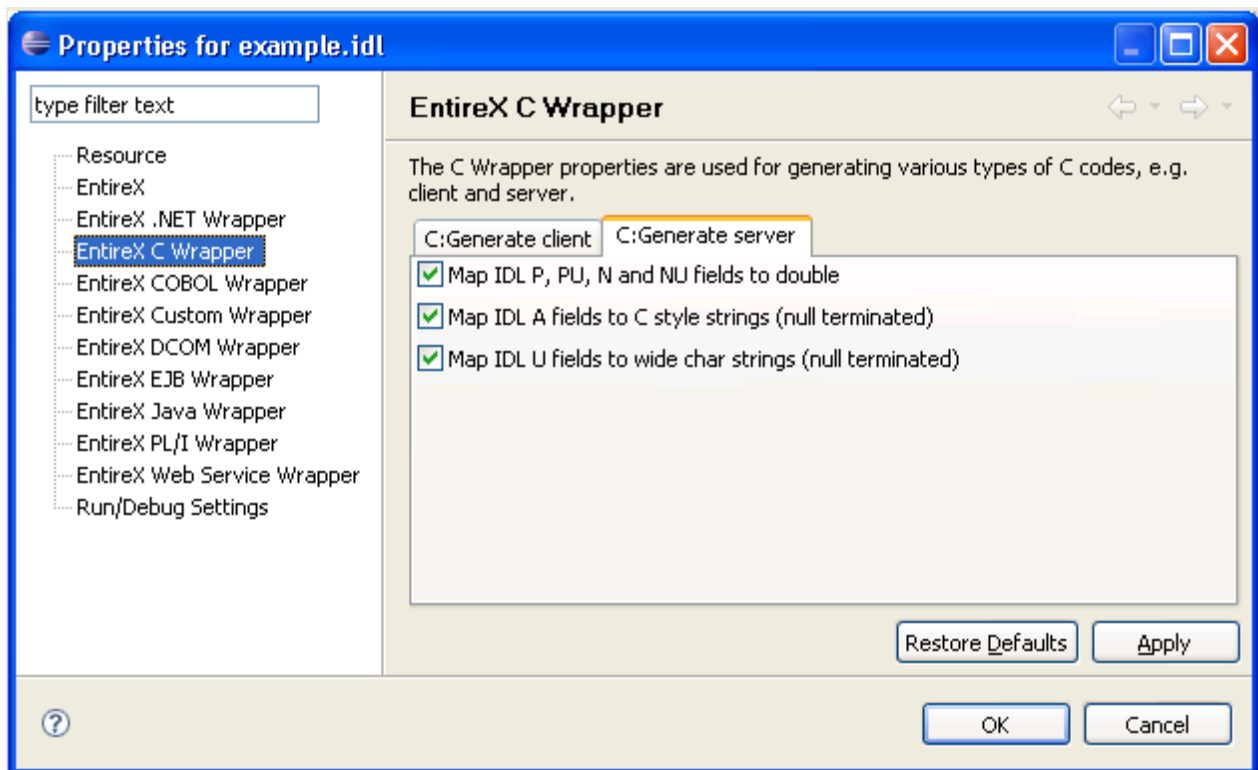 Properties for example.idl
type filter text
Resource
EntireX
EntireX .NET Wrapper
EntireX C Wrapper
EntireX COBOL Wrapper
EntireX Custom Wrapper
EntireX DCOM Wrapper
EntireX EJB Wrapper
EntireX Java Wrapper
EntireX PL/I Wrapper
EntireX Web Service Wrapper
Run/Debug Settings
EntireX C Wrapper
The C Wrapper properties are used for generating various types of C codes, e.g.
client and server.
C:Generate client
C:Generate server
Map IDL P, PU, N and NU fields to double
Map IDL A fields to C style strings (null terminated)
Map IDL U fields to wide char strings (null terminated)
Restore Defaults
Apply
OK
Cancel